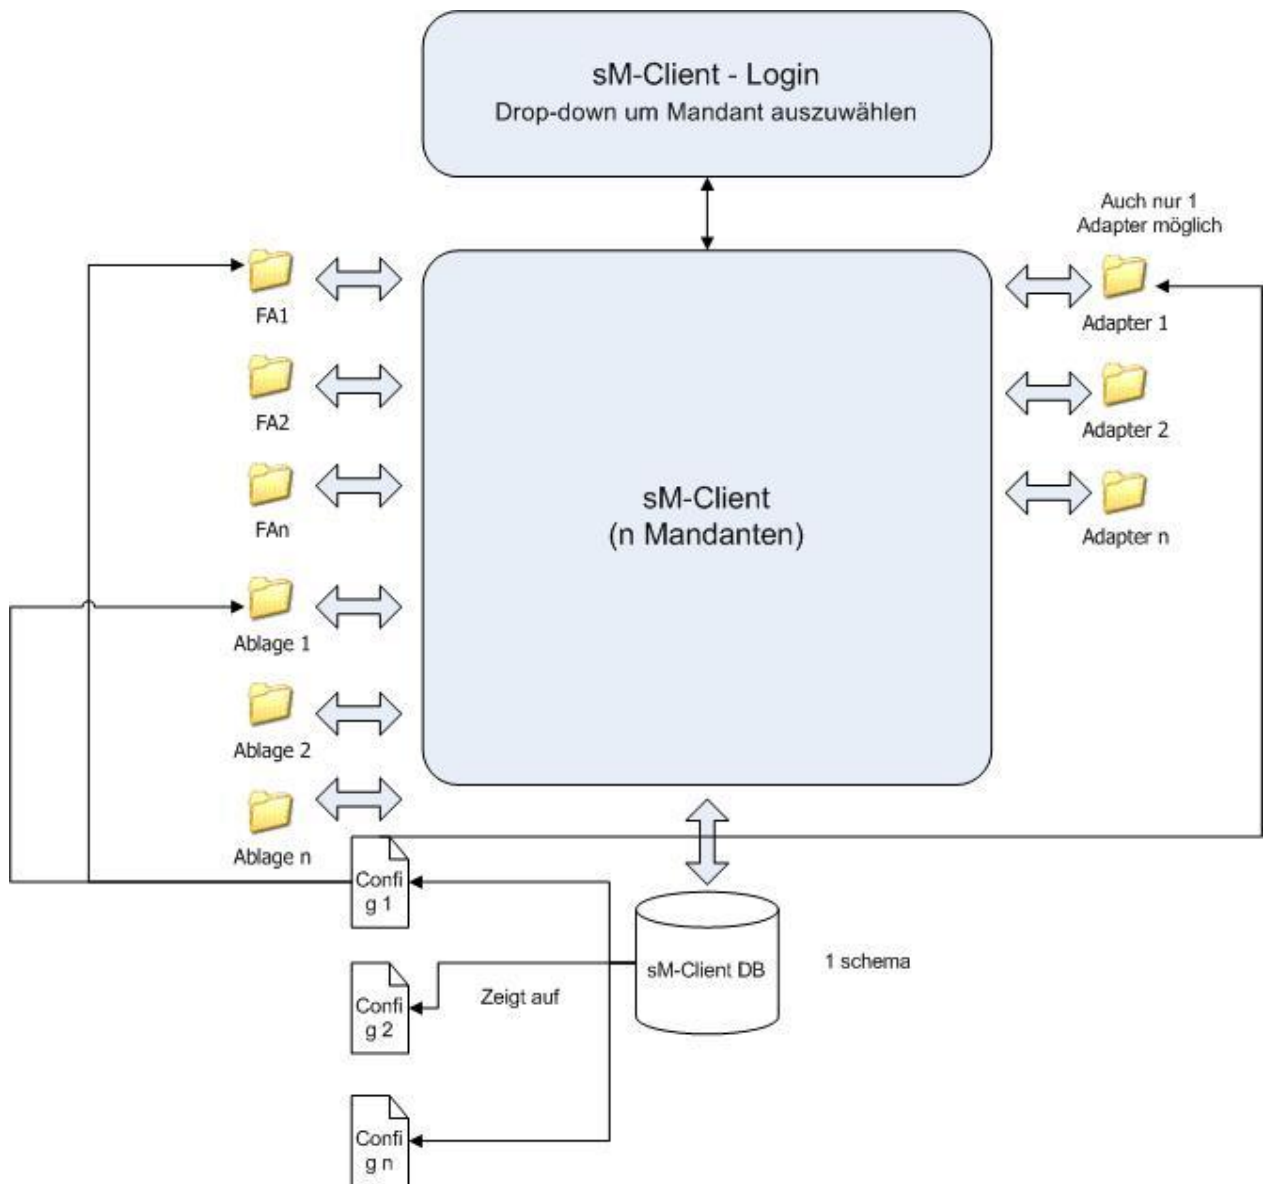 sM-Client - Login
Drop-down um Mandant auszuwählen
Auch nur 1
Adapter möglich
FA1
Adapter 1
FA2
Adapter 2
FAn
Adapter n
sM-Client
(n Mandanten)
Ablage 1
Ablage 2
Ablage n
Confi
g 1
sM-Client DB
1 schema
Zeigt auf
Confi
g 2
Confi
g n